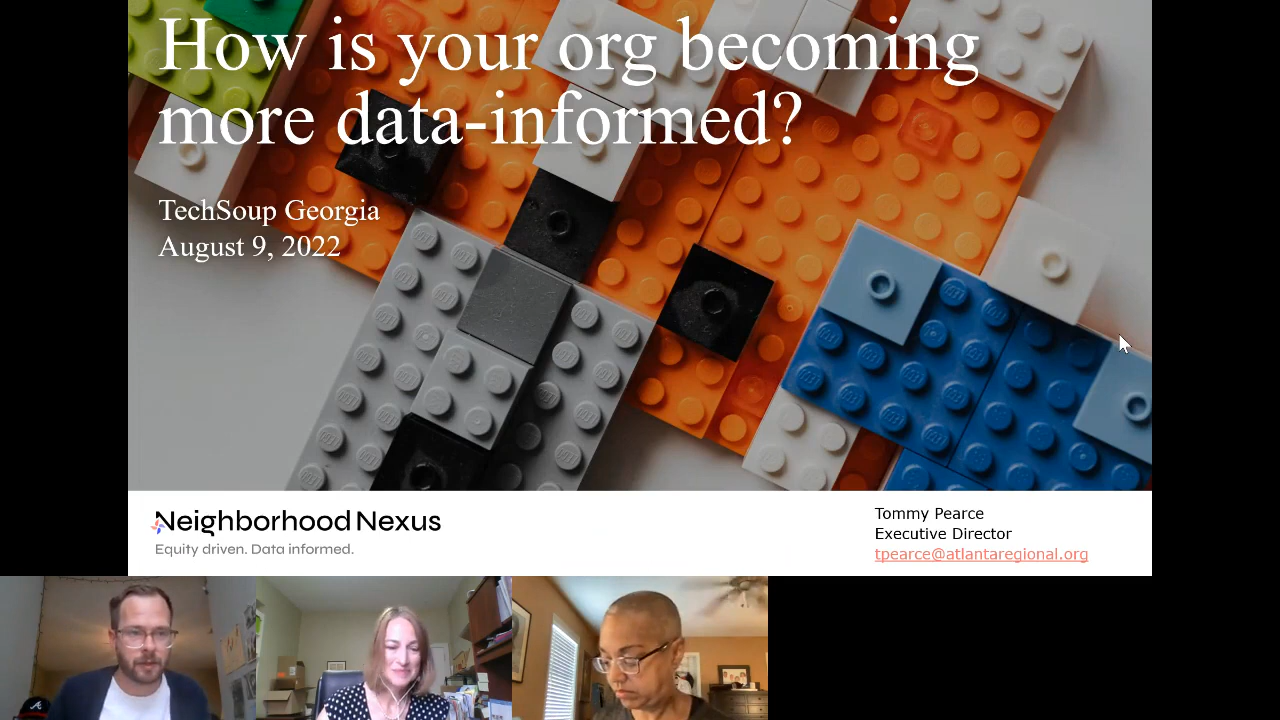 How is your org becoming
more data-informed?
TechSoup Georgia
August 9, 2022
Neighborhood Nexus
Equity driven. Data informed.
Tommy Pearce
Executive Director
tpearce@atlantaregional.org